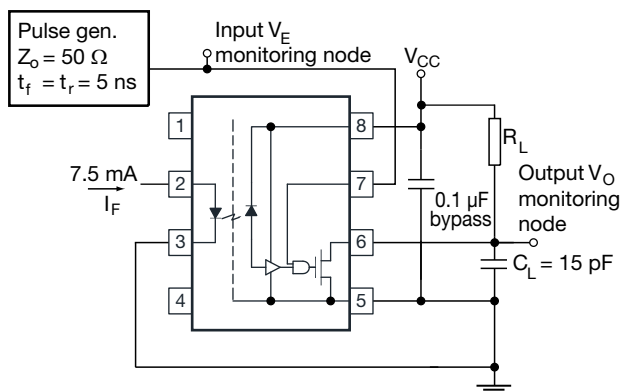 Pulse gen.
Zo = 50 Ω
tf = tr = 5 ns
Input VE
monitoring node
VCC
1
2
3
4
8
7
6
5
7.5 mA
IF
RL
0.1 µF
bypass
Output VO
monitoring
node
CL = 15 pF